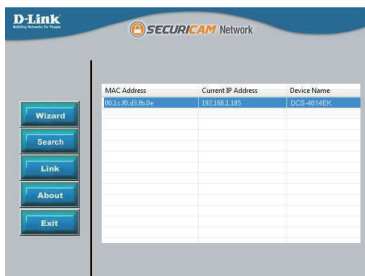 D-Link
Building Networks for People
SECURICAM Network
MAC Address Current IP Address Device Name
00.1c.f0.d3.fb.0e 192.168.1.185 DCS-4614EK
Wizard
Search
Link
About
Exit